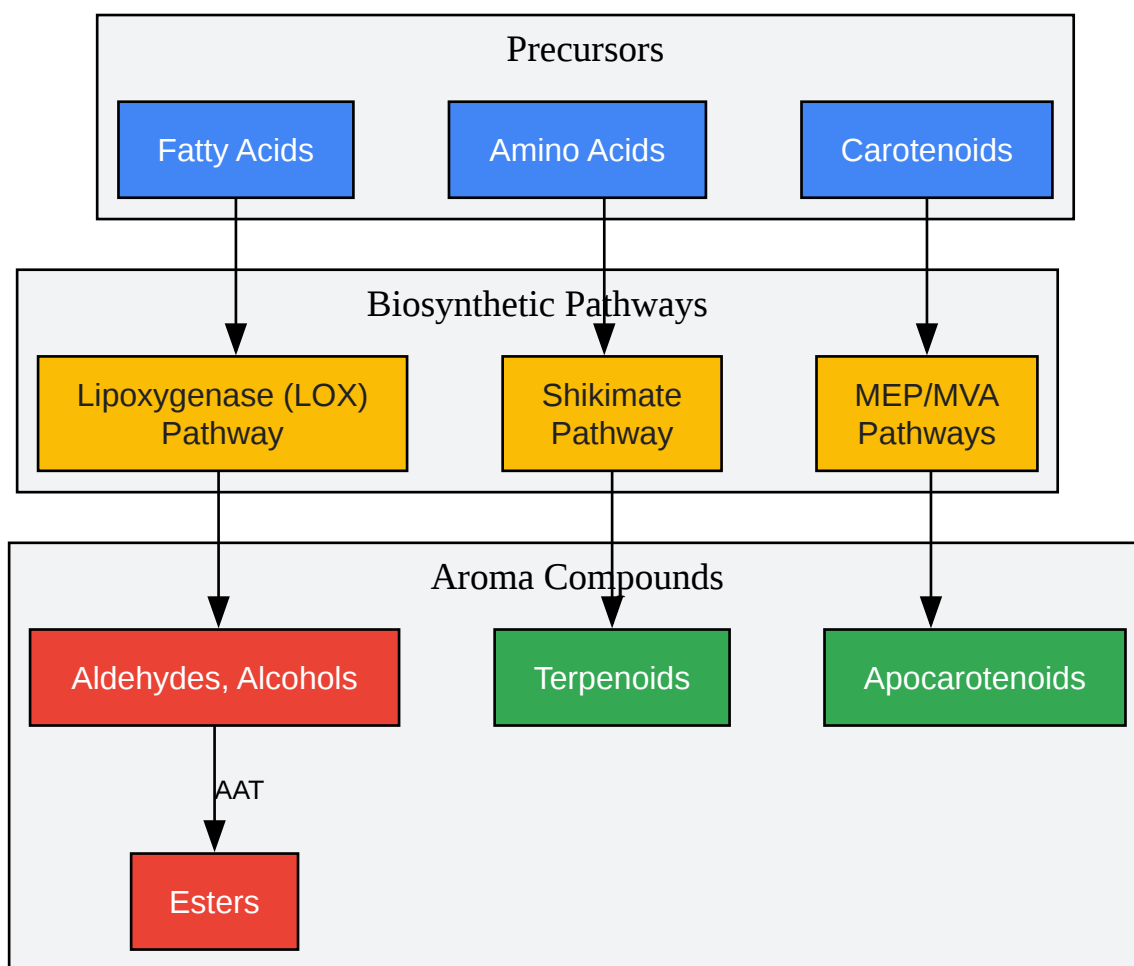 Precursors
Fatty Acids
Amino Acids
Carotenoids
Biosynthetic Pathways
Lipoxygenase (LOX)
Pathway
Shikimate
Pathway
MEP/MVA
Pathways
Aroma Compounds
Aldehydes, Alcohols
Terpenoids
Apocarotenoids
AAT
Esters